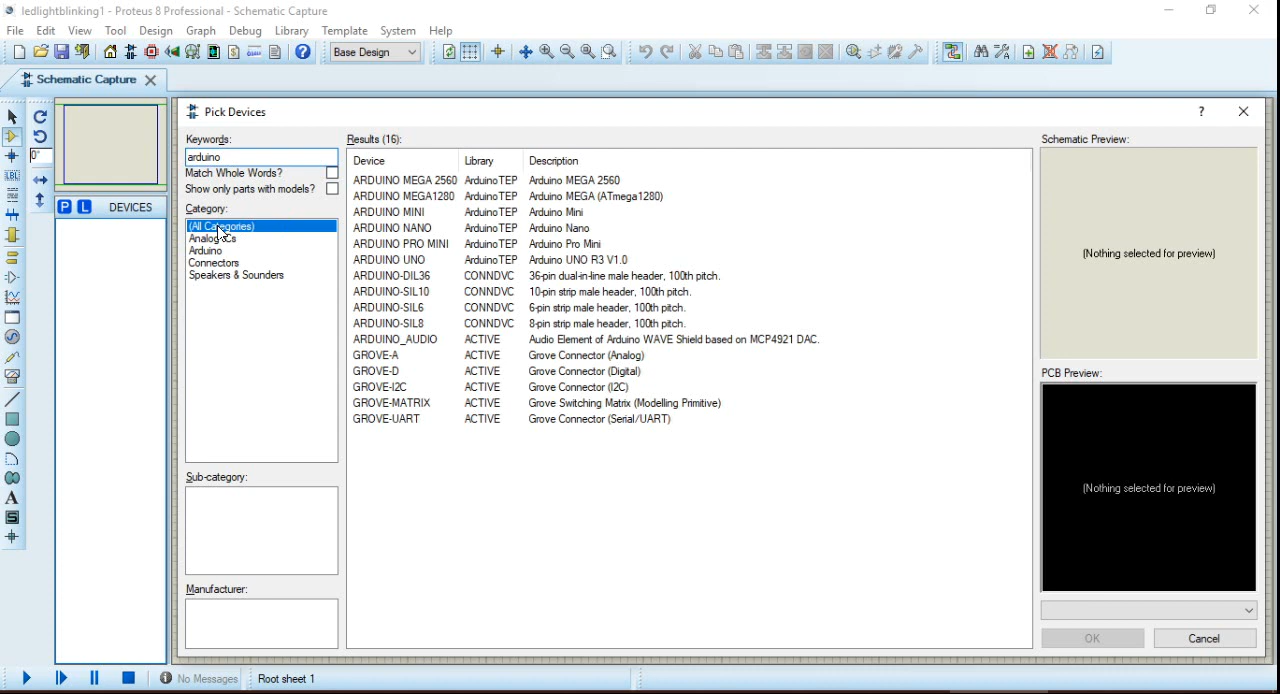 ledlightblinking1 - Proteus 8 Professional - Schematic Capture
File Edit View Tool Design Graph Debug Library Template System Help
Base Design
Schematic Capture
Pick Devices
Keywords:
arduino
Match Whole Words?
Show only parts with models?
Category:
(All Categories)
Analog ICs
Arduino
Connectors
Speakers & Sounders
Sub-category:
Manufacturer:
Results (16):
Device Library Description
ARDUINO MEGA 2560 ArduinoTEP Arduino MEGA 2560
ARDUINO MEGA1280 ArduinoTEP Arduino MEGA (ATmega1280)
ARDUINO MINI ArduinoTEP Arduino Mini
ARDUINO NANO ArduinoTEP Arduino Nano
ARDUINO PRO MINI ArduinoTEP Arduino Pro Mini
ARDUINO UNO ArduinoTEP Arduino UNO R3 V1.0
ARDUINO-DIL36 CONNDVC 36-pin dual-in-line male header, 100th pitch.
ARDUINO-SIL10 CONNDVC 10-pin strip male header, 100th pitch.
ARDUINO-SIL6 CONNDVC 6-pin strip male header, 100th pitch.
ARDUINO-SIL8 CONNDVC 8-pin strip male header, 100th pitch.
ARDUINO_AUDIO ACTIVE Audio Element of Arduino WAVE Shield based on MCP4921 DAC.
GROVE-A ACTIVE Grove Connector (Analog)
GROVE-D ACTIVE Grove Connector (Digital)
GROVE-I2C ACTIVE Grove Connector (I2C)
GROVE-MATRIX ACTIVE Grove Switching Matrix (Modelling Primitive)
GROVE-UART ACTIVE Grove Connector (Serial/UART)
Schematic Preview:
(Nothing selected for preview)
PCB Preview:
(Nothing selected for preview)
OK Cancel
0°
LBL
P L DEVICES
A
S
No Messages Root sheet 1